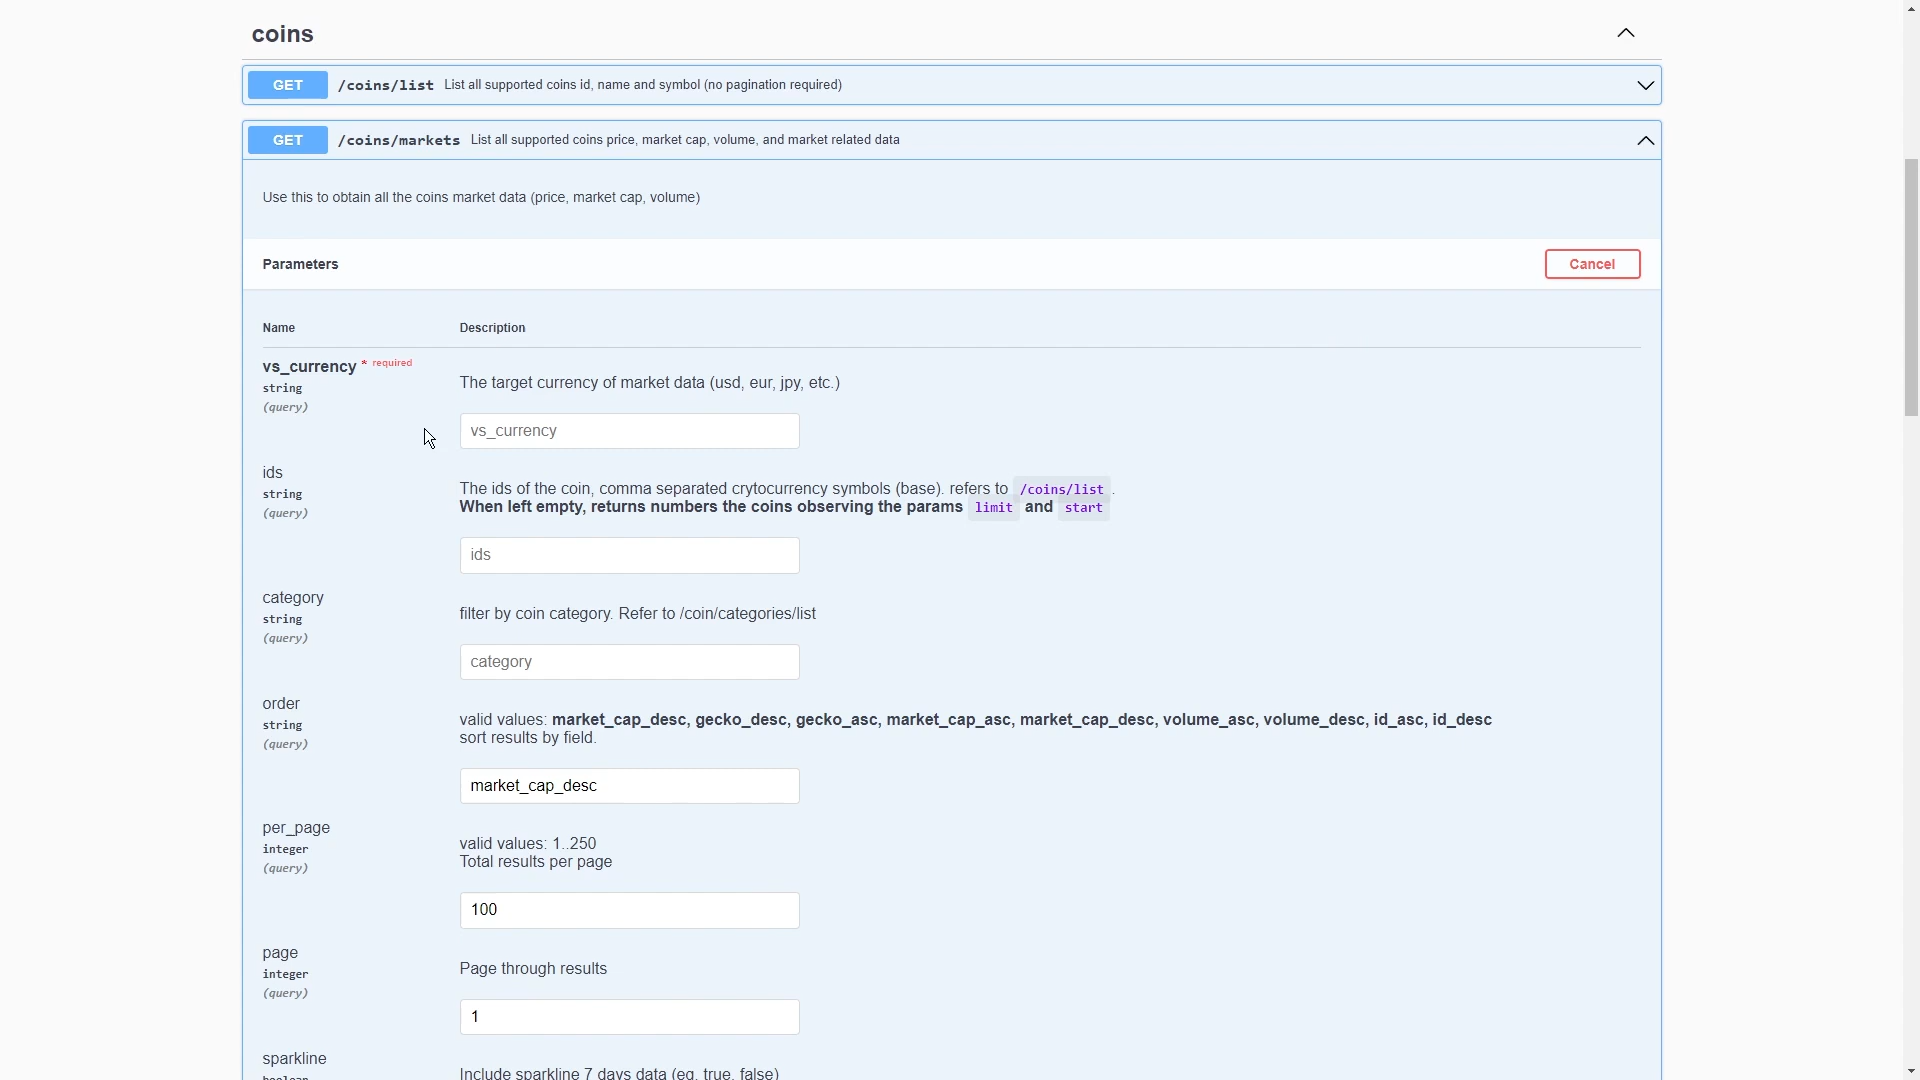 coins
GET /coins/list List all supported coins id, name and symbol (no pagination required)
GET /coins/markets List all supported coins price, market cap, volume, and market related data
Use this to obtain all the coins market data (price, market cap, volume)
Parameters
Cancel
Name Description
vs_currency * required
string
(query)
The target currency of market data (usd, eur, jpy, etc.)
vs_currency
ids
string
(query)
The ids of the coin, comma separated crytocurrency symbols (base). refers to /coins/list .
When left empty, returns numbers the coins observing the params limit and start
ids
category
string
(query)
filter by coin category. Refer to /coin/categories/list
category
order
string
(query)
valid values: market_cap_desc, gecko_desc, gecko_asc, market_cap_asc, market_cap_desc, volume_asc, volume_desc, id_asc, id_desc
sort results by field.
market_cap_desc
per_page
integer
(query)
valid values: 1..250
Total results per page
100
page
integer
(query)
Page through results
1
sparkline
boolean
Include sparkline 7 days data (eg. true, false)